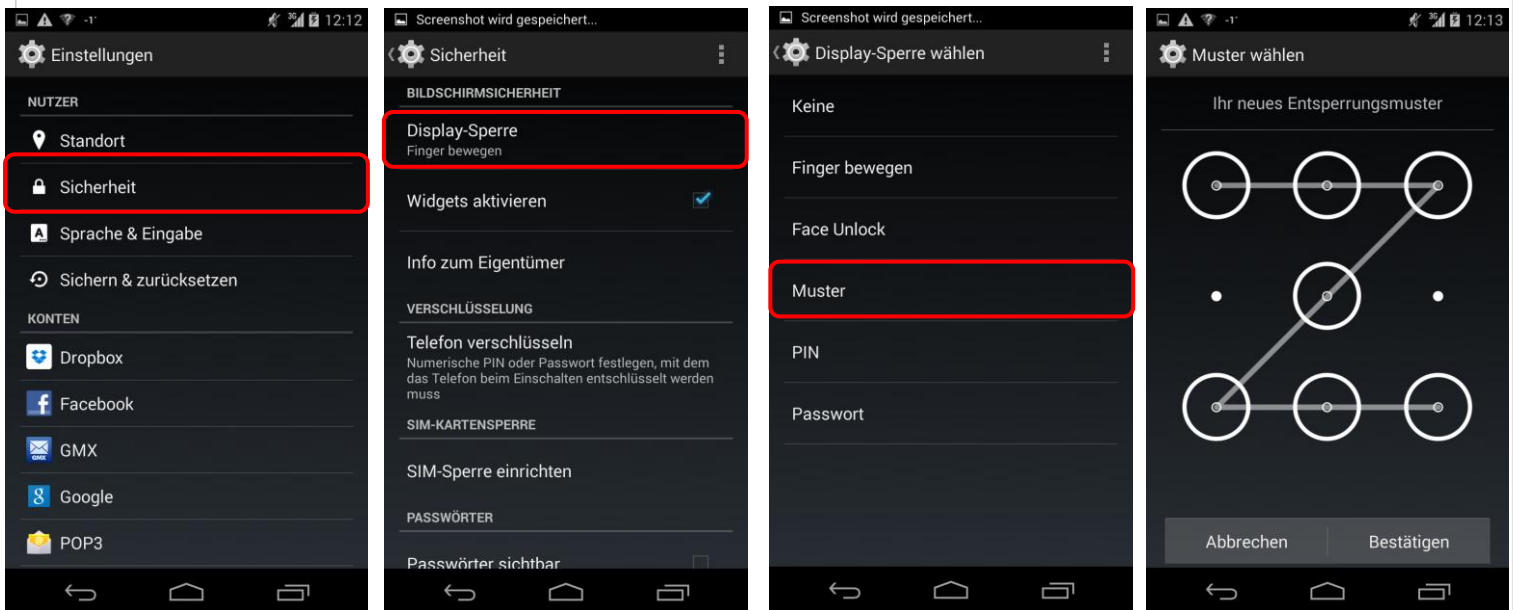 -1°
12:12
Einstellungen
NUTZER
Standort
Sicherheit
Sprache & Eingabe
Sichern & zurücksetzen
KONTEN
Dropbox
Facebook
GMX
Google
POP3
Screenshot wird gespeichert...
Sicherheit
BILDSCHIRMSICHERHEIT
Display-Sperre
Finger bewegen
Widgets aktivieren
Info zum Eigentümer
VERSCHLÜSSELUNG
Telefon verschlüsseln
Numerische PIN oder Passwort festlegen, mit dem
das Telefon beim Einschalten entschlüsselt werden
muss
SIM-KARTENSPERRE
SIM-Sperre einrichten
PASSWÖRTER
Passwörter sichtbar
Screenshot wird gespeichert...
Display-Sperre wählen
Keine
Finger bewegen
Face Unlock
Muster
PIN
Passwort
-1°
3G 12:13
Muster wählen
Ihr neues Entsperrungsmuster
Abbrechen
Bestätigen